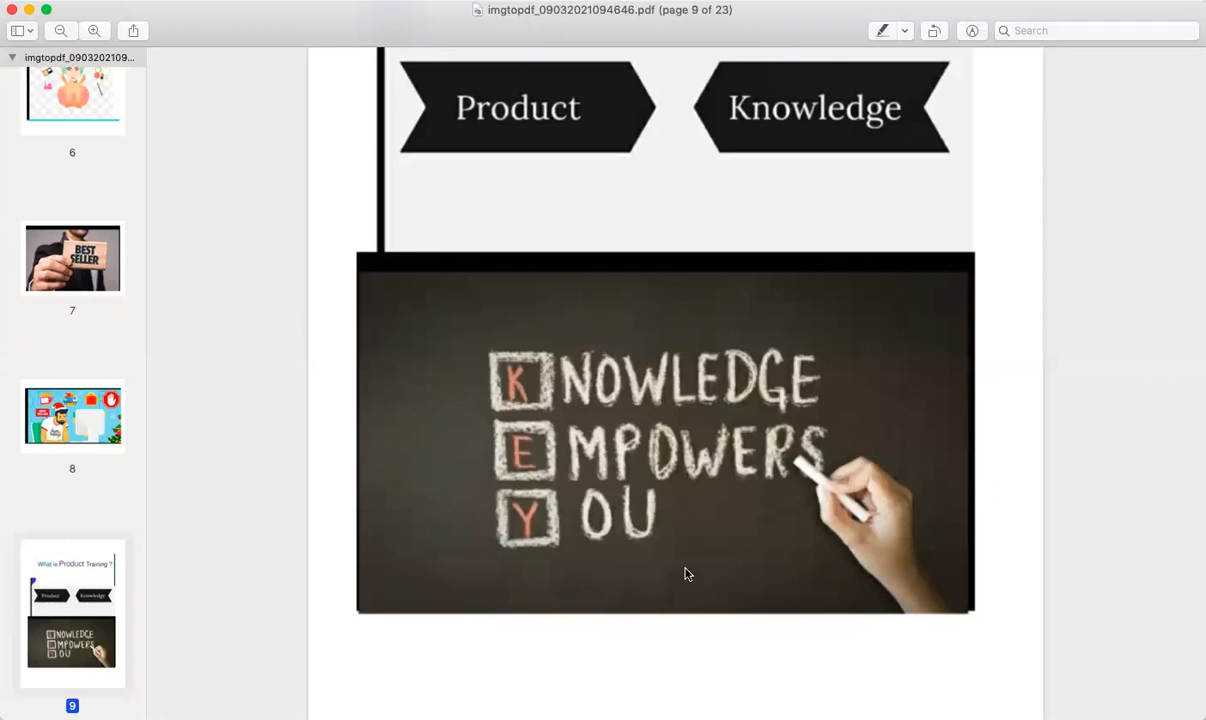 imgtopdf_09032021094646.pdf (page 9 of 23)
Search
imgtopdf_0903202109...
6
BEST
SELLER
7
8
What is Product Training ?
Product
Knowledge
KNOWLEDGE
EMPOWERS
YOU
9
Product
Knowledge
KNOWLEDGE
EMPOWERS
YOU